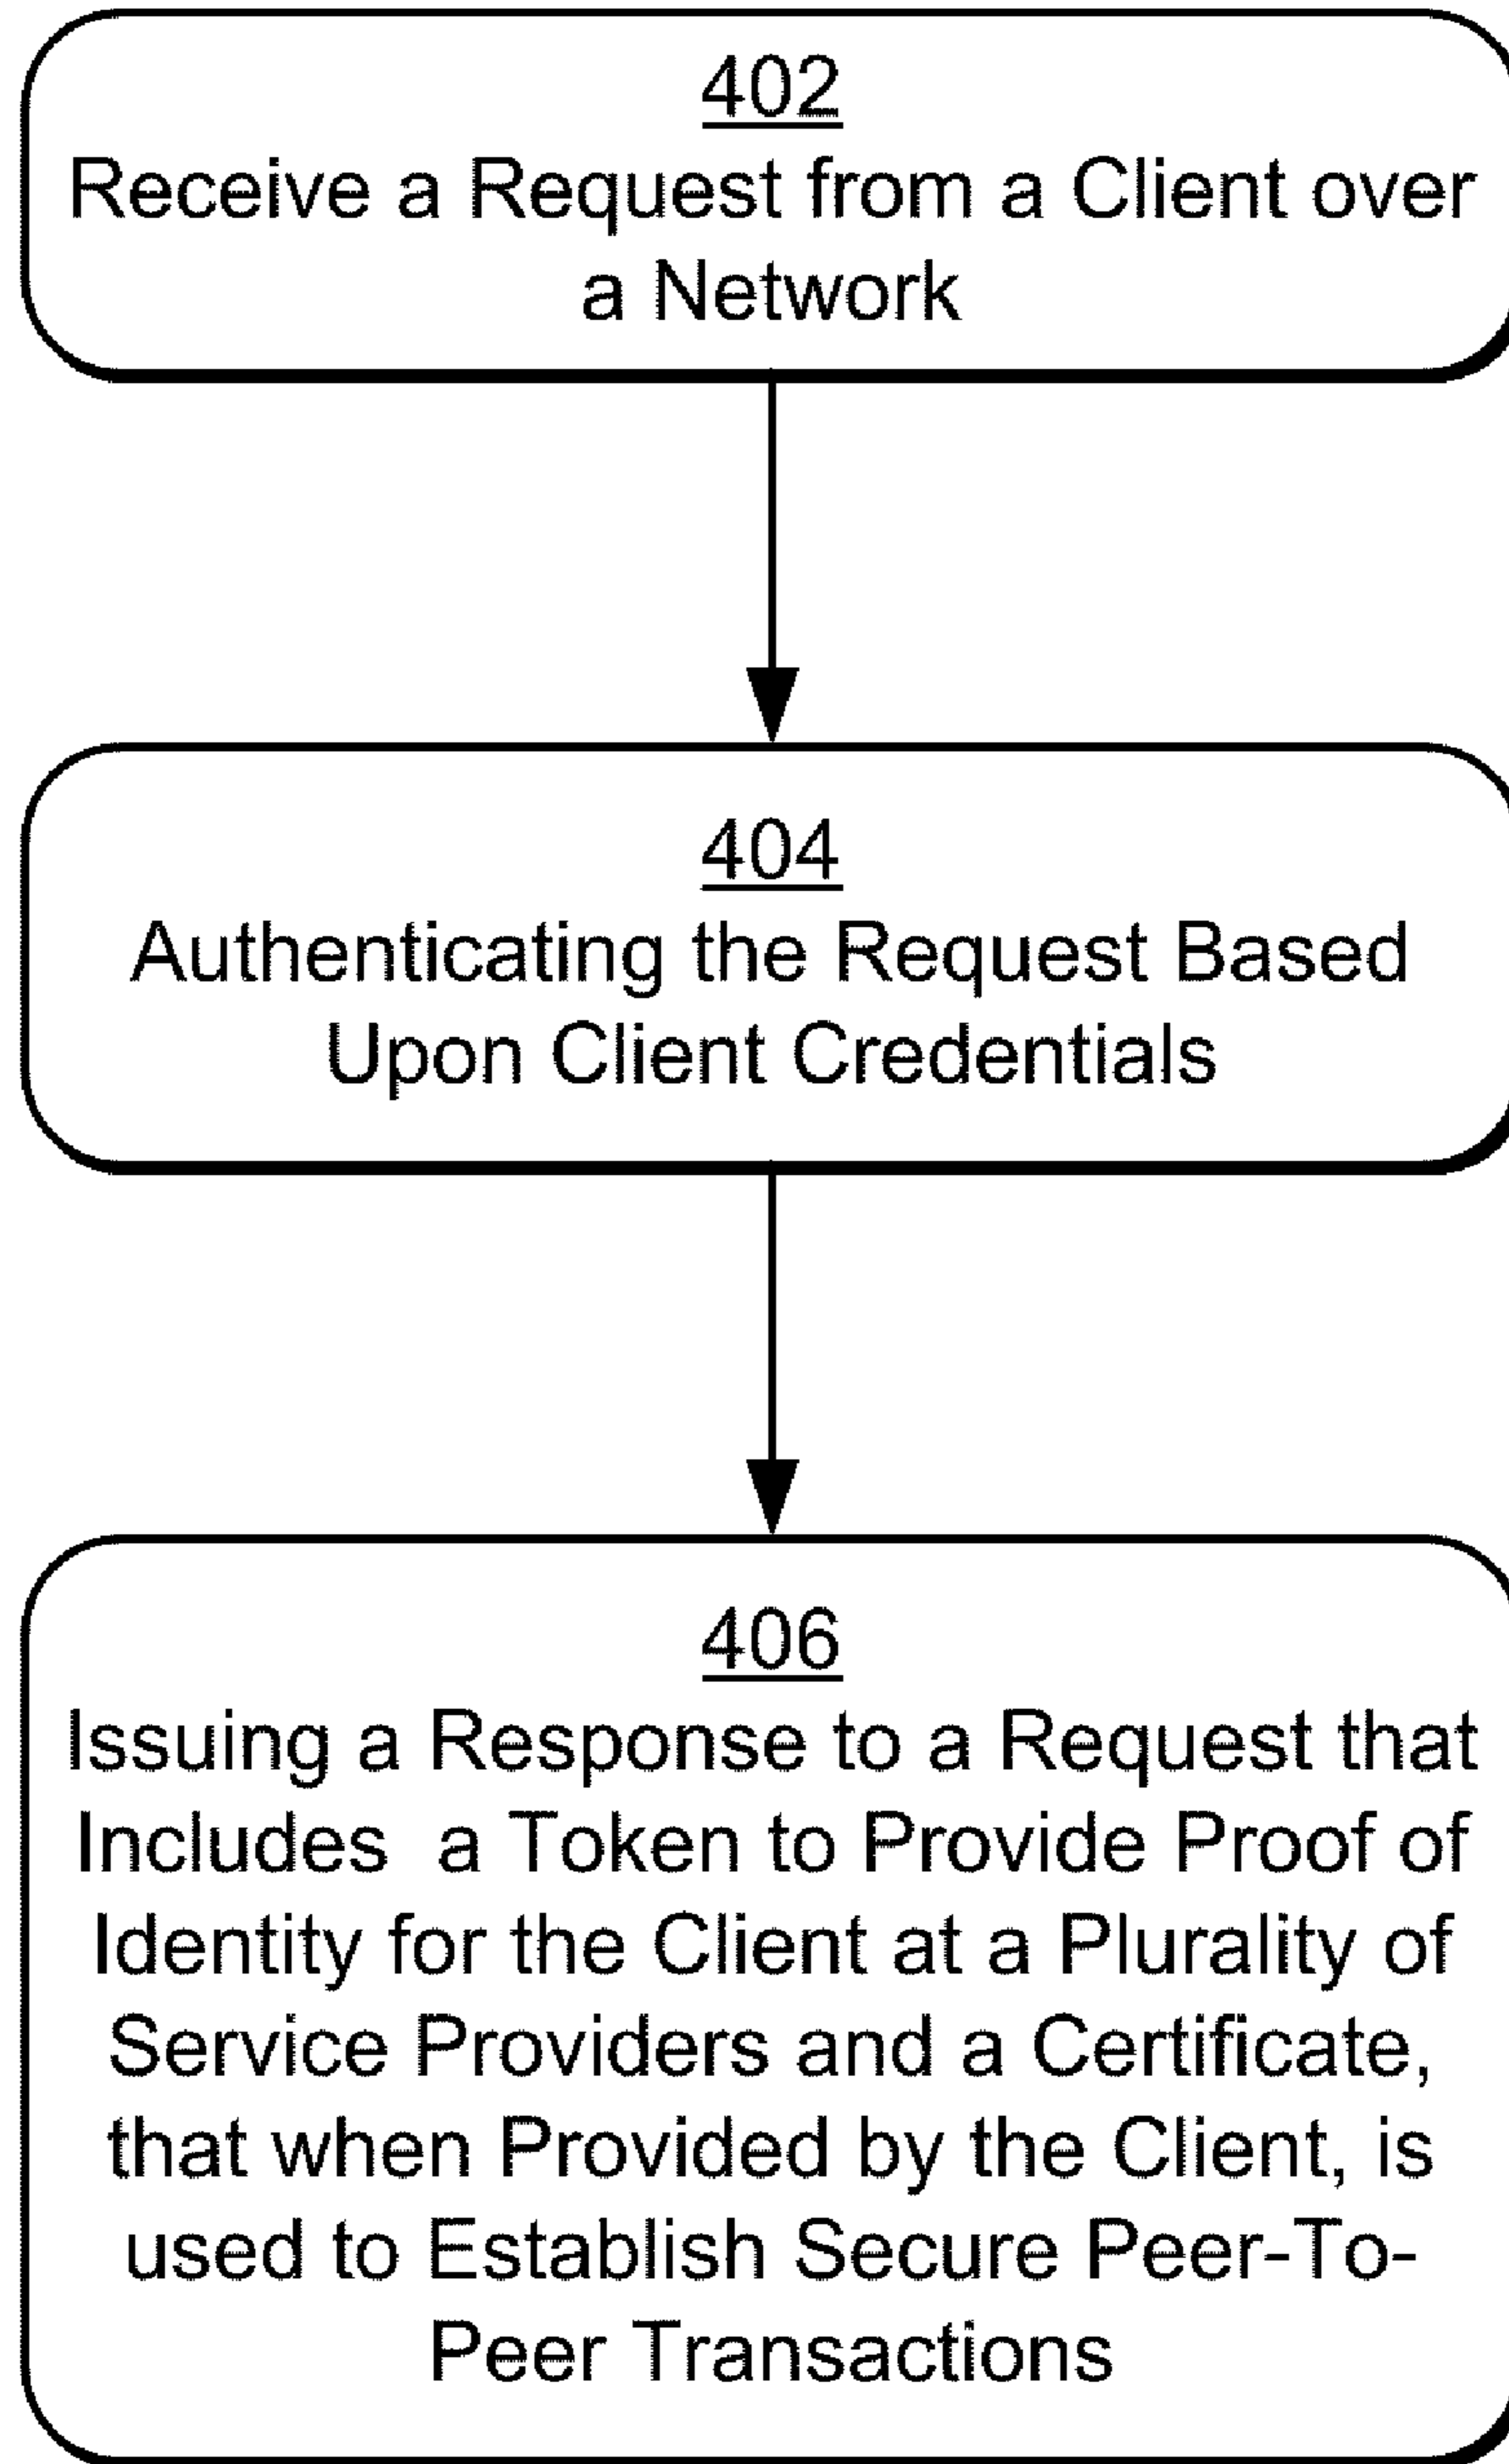 402
Receive a Request from a Client over
a Network
404
Authenticating the Request Based
Upon Client Credentials
406
Issuing a Response to a Request that
Includes a Token to Provide Proof of
Identity for the Client at a Plurality of
Service Providers and a Certificate,
that when Provided by the Client, is
used to Establish Secure Peer-To-
Peer Transactions